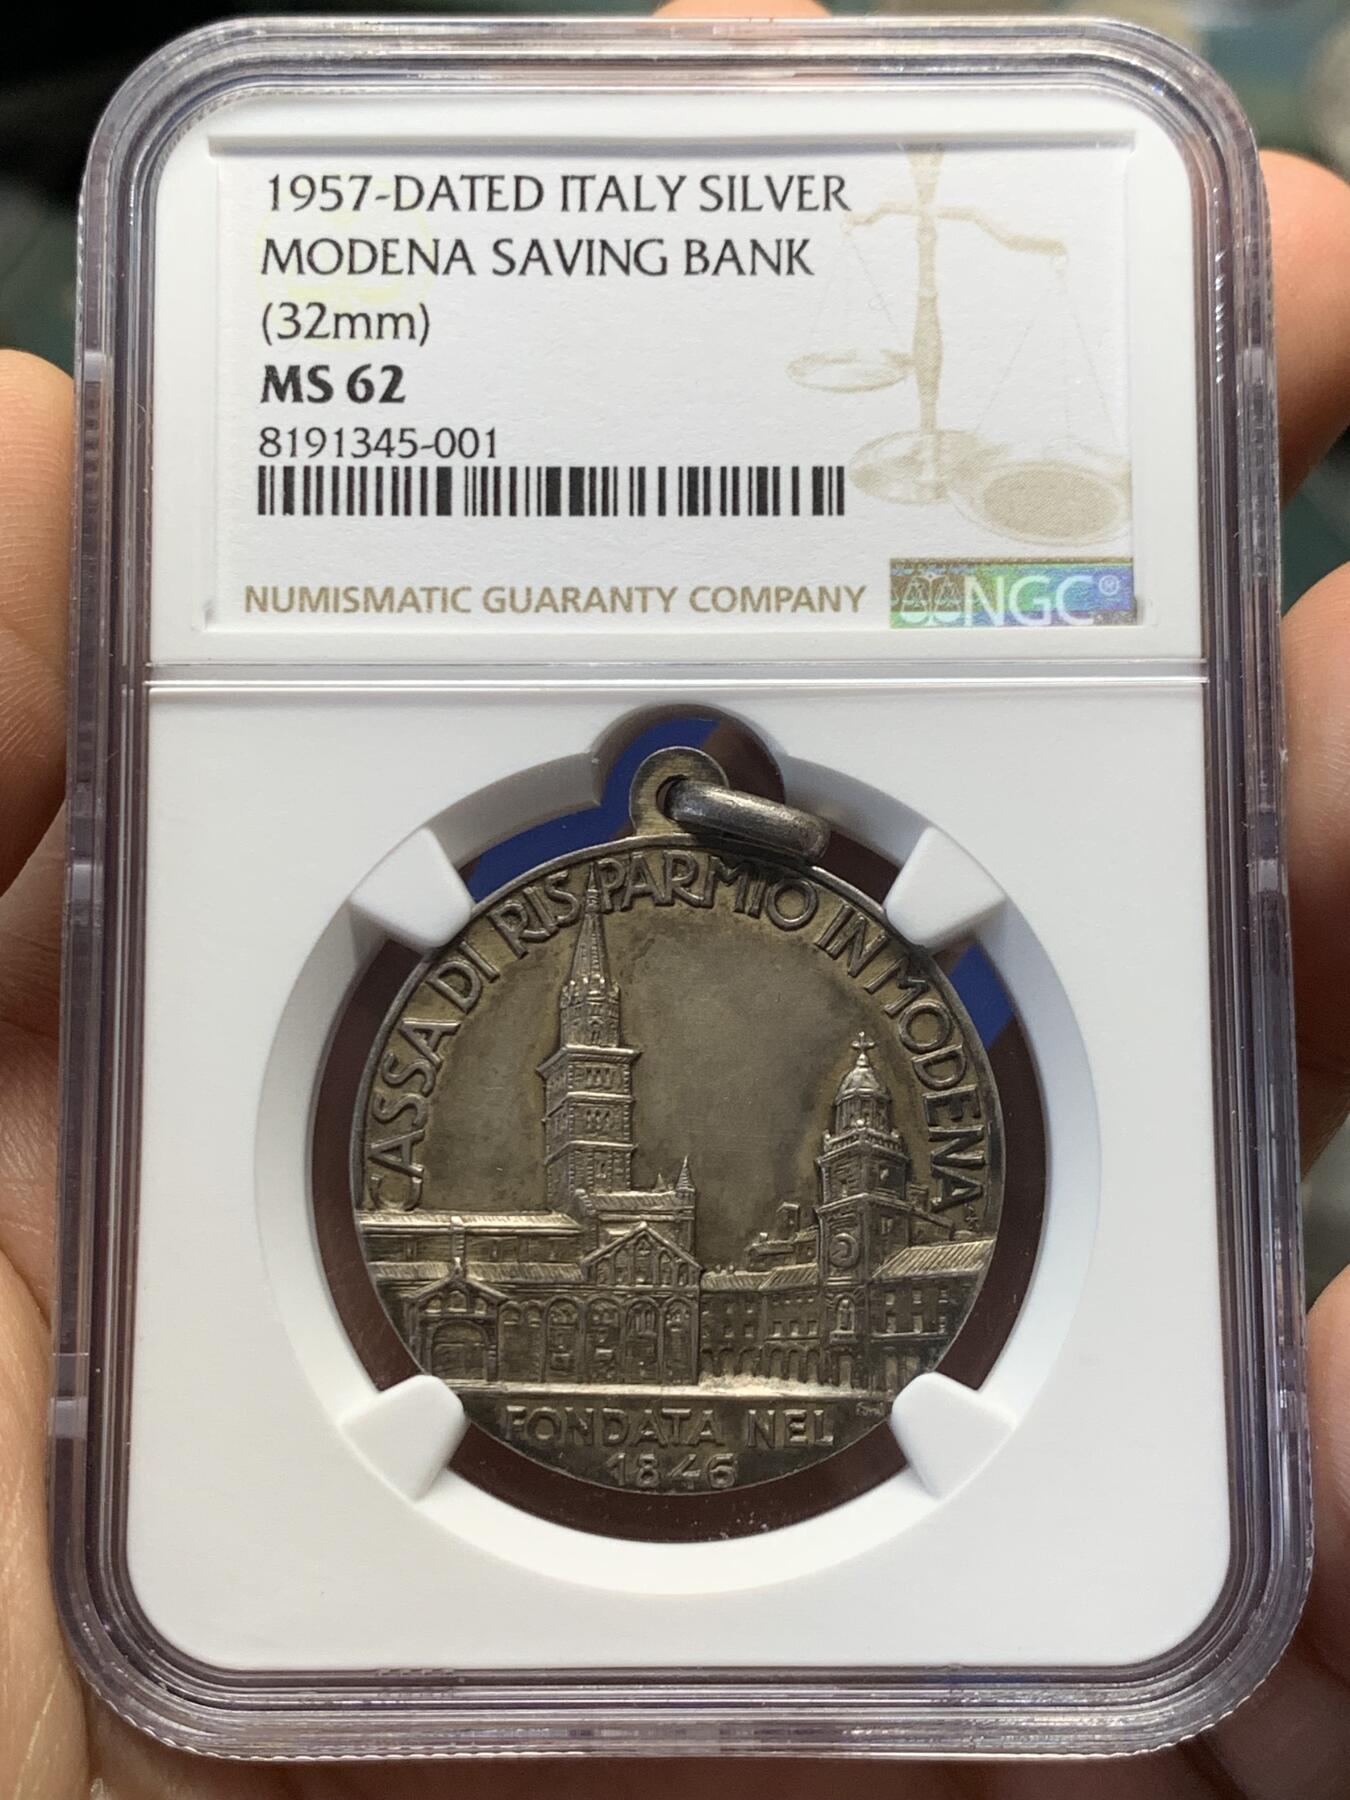 1957-DATED ITALY SILVER
MODENA SAVING BANK
(32mm)
MS 62
8191345-001
NUMISMATIC GUARANTY COMPANY
NGC®
CASSA DI RISPARMIO IN MODENA
FONDATA NEL
1846